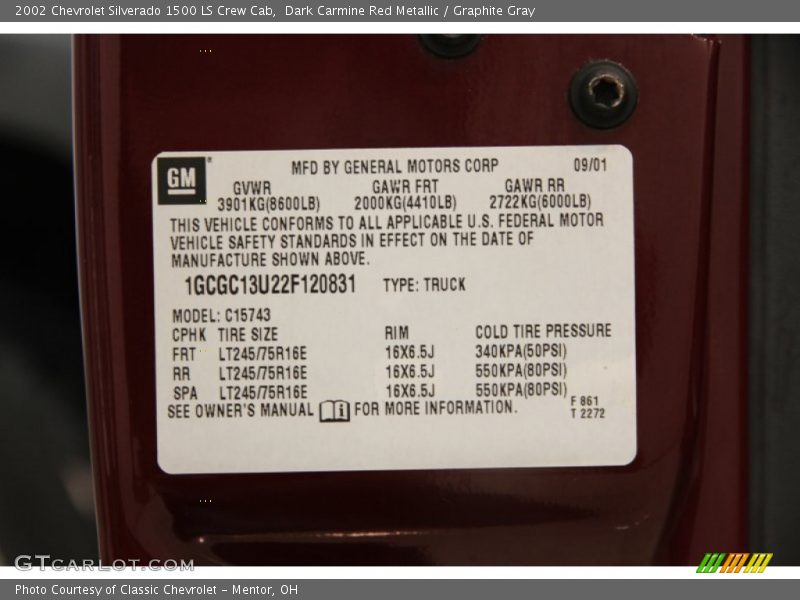 2002 Chevrolet Silverado 1500 LS Crew Cab,  Dark Carmine Red Metallic / Graphite Gray
GM
MFD BY GENERAL MOTORS CORP 09/01
GVWR GAWR FRT GAWR RR
3901KG(8600LB) 2000KG(4410LB) 2722KG(6000LB)
THIS VEHICLE CONFORMS TO ALL APPLICABLE U.S. FEDERAL MOTOR
VEHICLE SAFETY STANDARDS IN EFFECT ON THE DATE OF
MANUFACTURE SHOWN ABOVE.
1GCGC13U22F120831 TYPE: TRUCK
MODEL: C15743
CPHK TIRE SIZE RIM COLD TIRE PRESSURE
FRT LT245/75R16E 16X6.5J 340KPA(50PSI)
RR LT245/75R16E 16X6.5J 550KPA(80PSI)
SPA LT245/75R16E 16X6.5J 550KPA(80PSI)
SEE OWNER'S MANUAL i FOR MORE INFORMATION.
F 861
T 2272
GTCARLOT.COM
Photo Courtesy of Classic Chevrolet - Mentor, OH